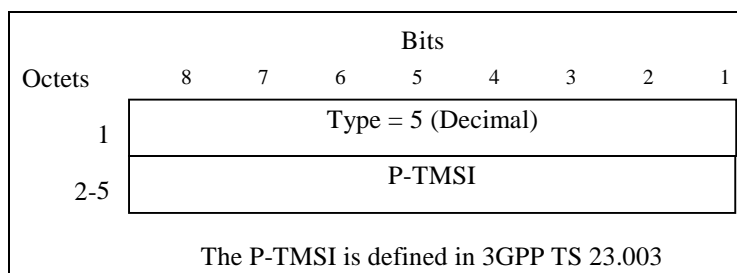 Bits
Octets 8 7 6 5 4 3 2 1
1 Type = 5 (Decimal)
2-5 P-TMSI
The P-TMSI is defined in 3GPP TS 23.003